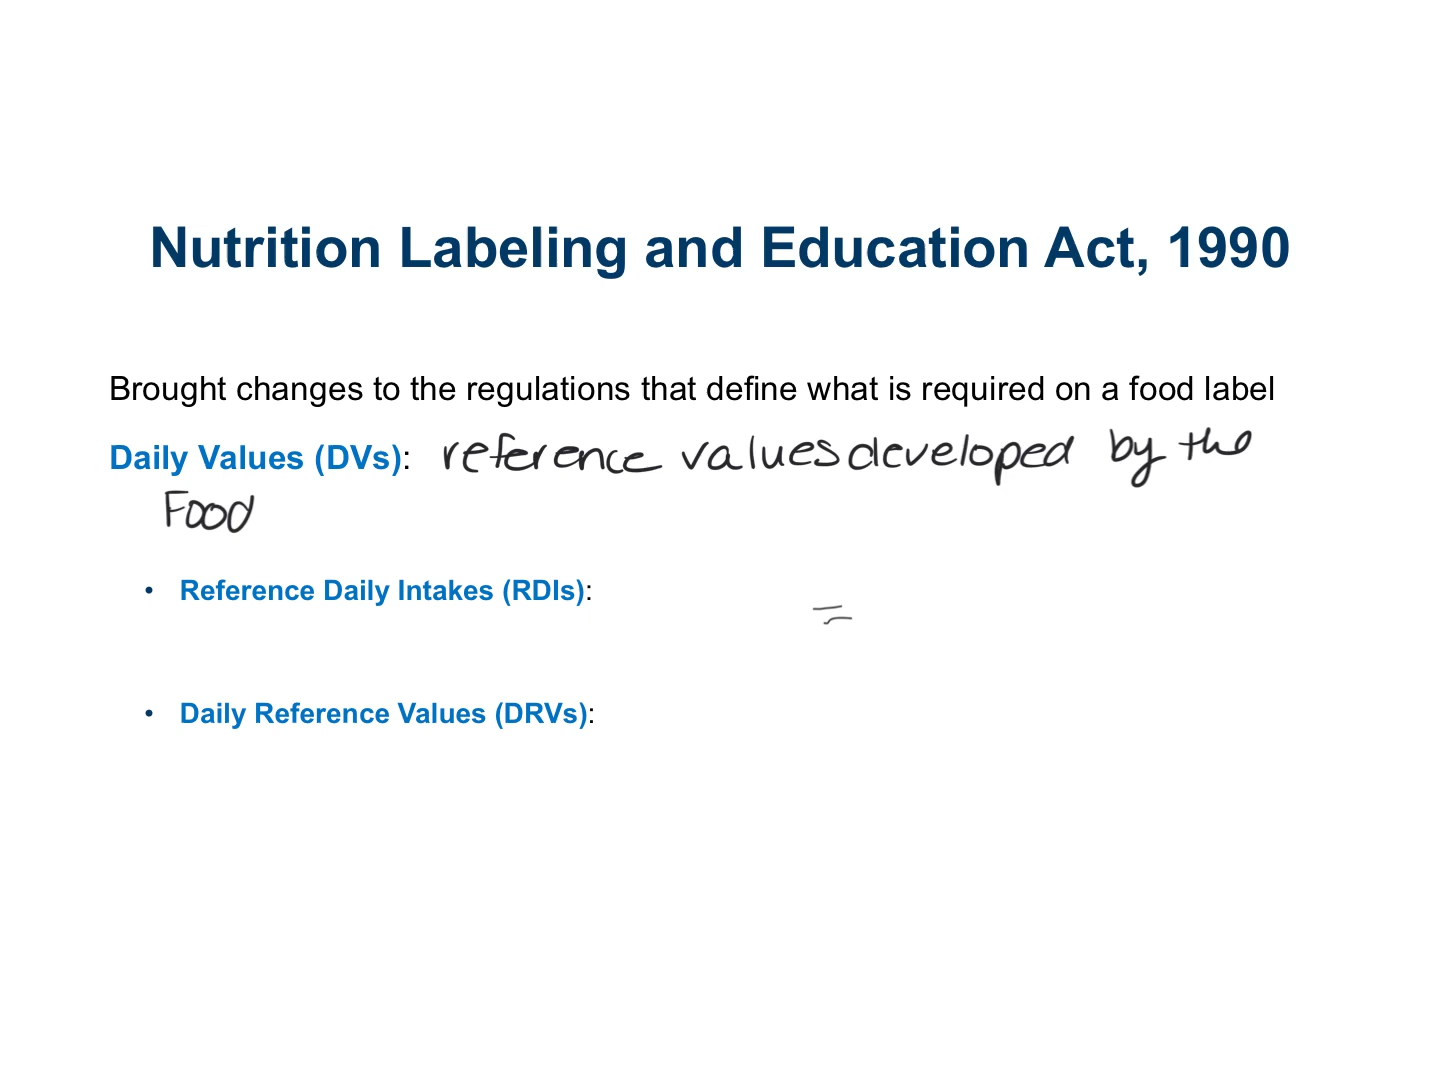 Nutrition Labeling and Education Act, 1990
Brought changes to the regulations that define what is required on a food label
Daily Values (DVs): reference values developed by the
Food
• Reference Daily Intakes (RDIs):
=
• Daily Reference Values (DRVs):